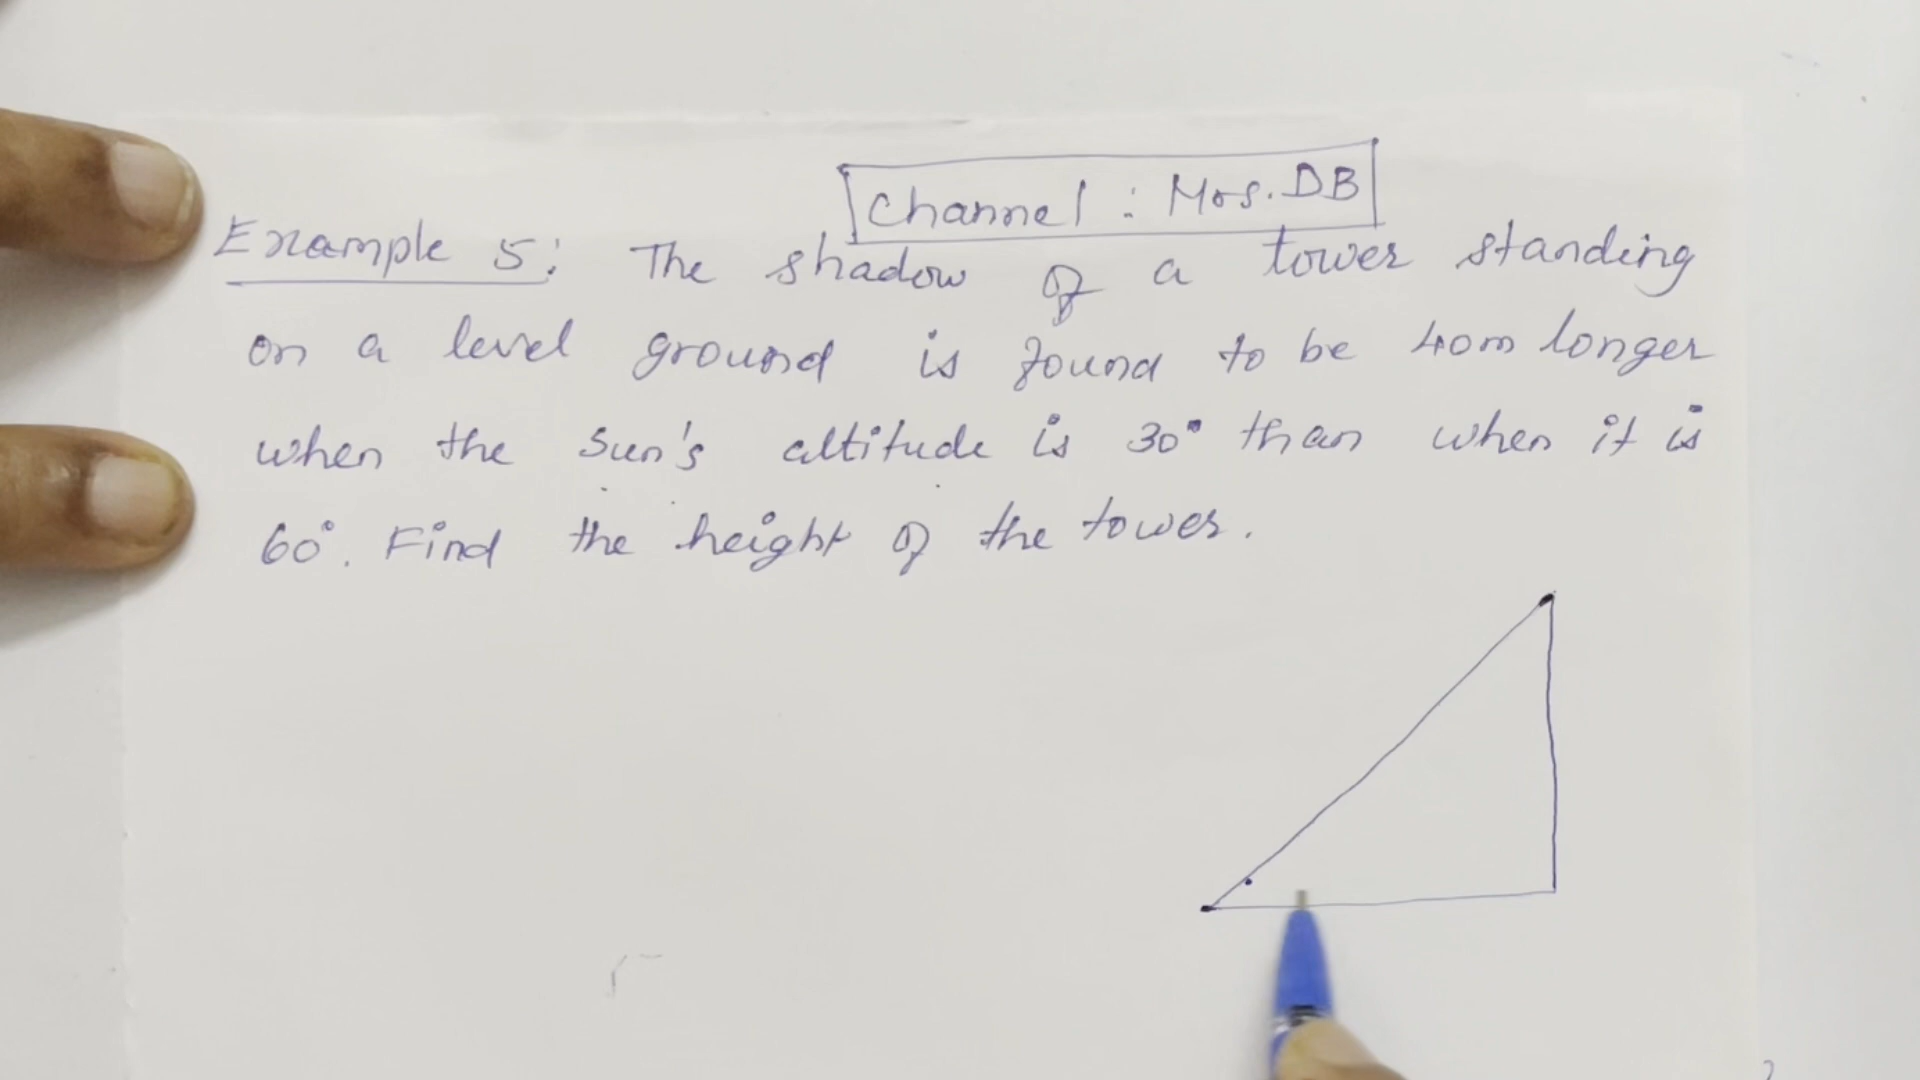 Channel : Mrs. DB
Example 5: The shadow of a tower standing
on a level ground is found to be 40m longer
when the Sun's altitude is 30° than when it is
60°. Find the height of the tower.